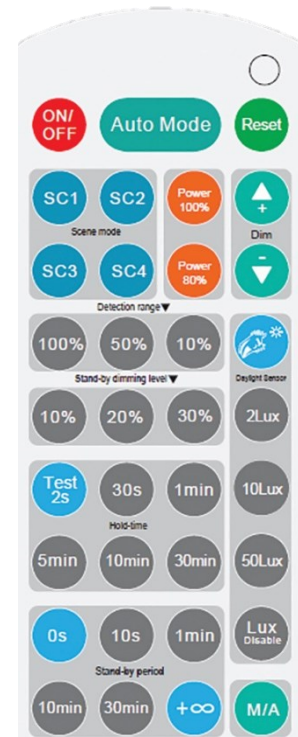 ON/
OFF
Auto Mode
Reset
SC1
SC2
Power
100%
+
Scene mode
Dim
SC3
SC4
Power
80%
-
Detection range▼
100%
50%
10%
Stand-by dimming level▼
Daylight Sensor
10%
20%
30%
2Lux
Test
2s
30s
1min
10Lux
Hold-time
5min
10min
30min
50Lux
0s
10s
1min
Lux
Disable
Stand-by period
10min
30min
+∞
M/A